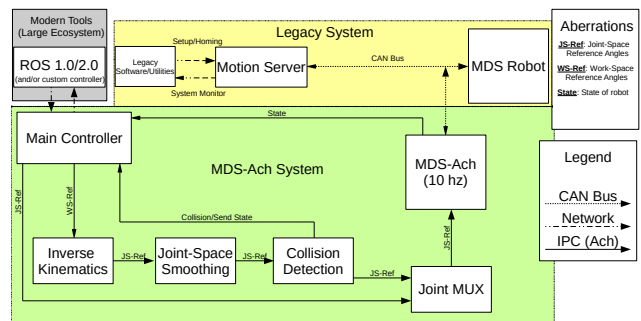 Modern Tools
(Large Ecosystem)
ROS 1.0/2.0
(and/or custom controller)
Legacy System
Legacy
Software/Utilities
Setup/Homing
System Monitor
Motion Server
CAN Bus
MDS Robot
Aberrations
JS-Ref: Joint-Space
Reference Angles
WS-Ref: Work-Space
Reference Angles
State: State of robot
Main Controller
State
MDS-Ach System
MDS-Ach
(10 hz)
JS-Ref
WS-Ref
Collision/Send State
JS-Ref
Inverse
Kinematics
JS-Ref
Joint-Space
Smoothing
JS-Ref
Collision
Detection
JS-Ref
Joint MUX
Legend
CAN Bus
Network
IPC (Ach)